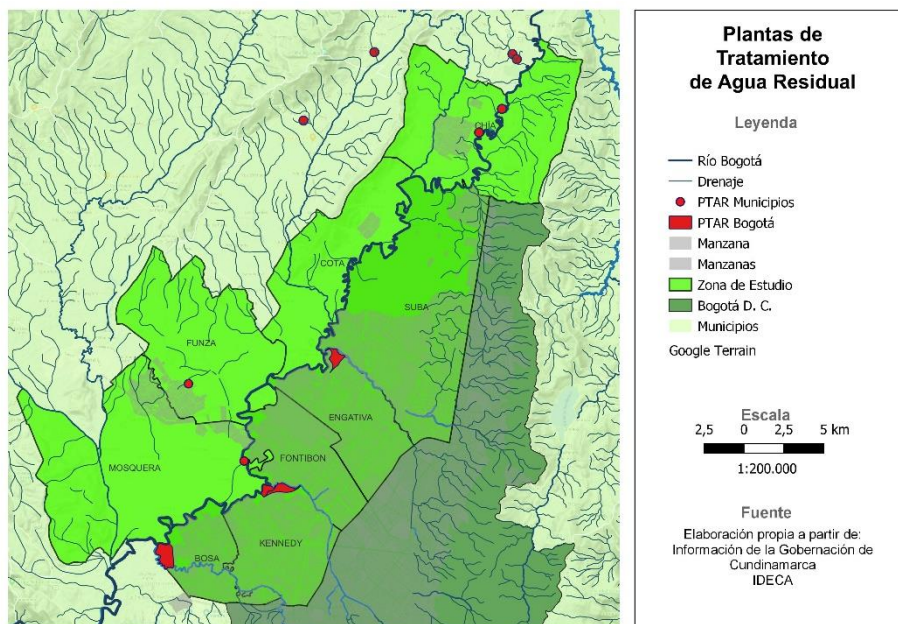 Plantas de
Tratamiento
de Agua Residual
Leyenda
Río Bogotá
Drenaje
PTAR Municipios
PTAR Bogotá
Manzana
Manzanas
Zona de Estudio
Bogotá D. C.
Municipios
Google Terrain
Escala
2,5 0 2,5 5 km
1:200.000
Fuente
Elaboración propia a partir de:
Información de la Gobernación de
Cundinamarca
IDECA
CHÍA
COTA
SUBA
FUNZA
ENGATIVA
FONTIBON
MOSQUERA
KENNEDY
BOSA